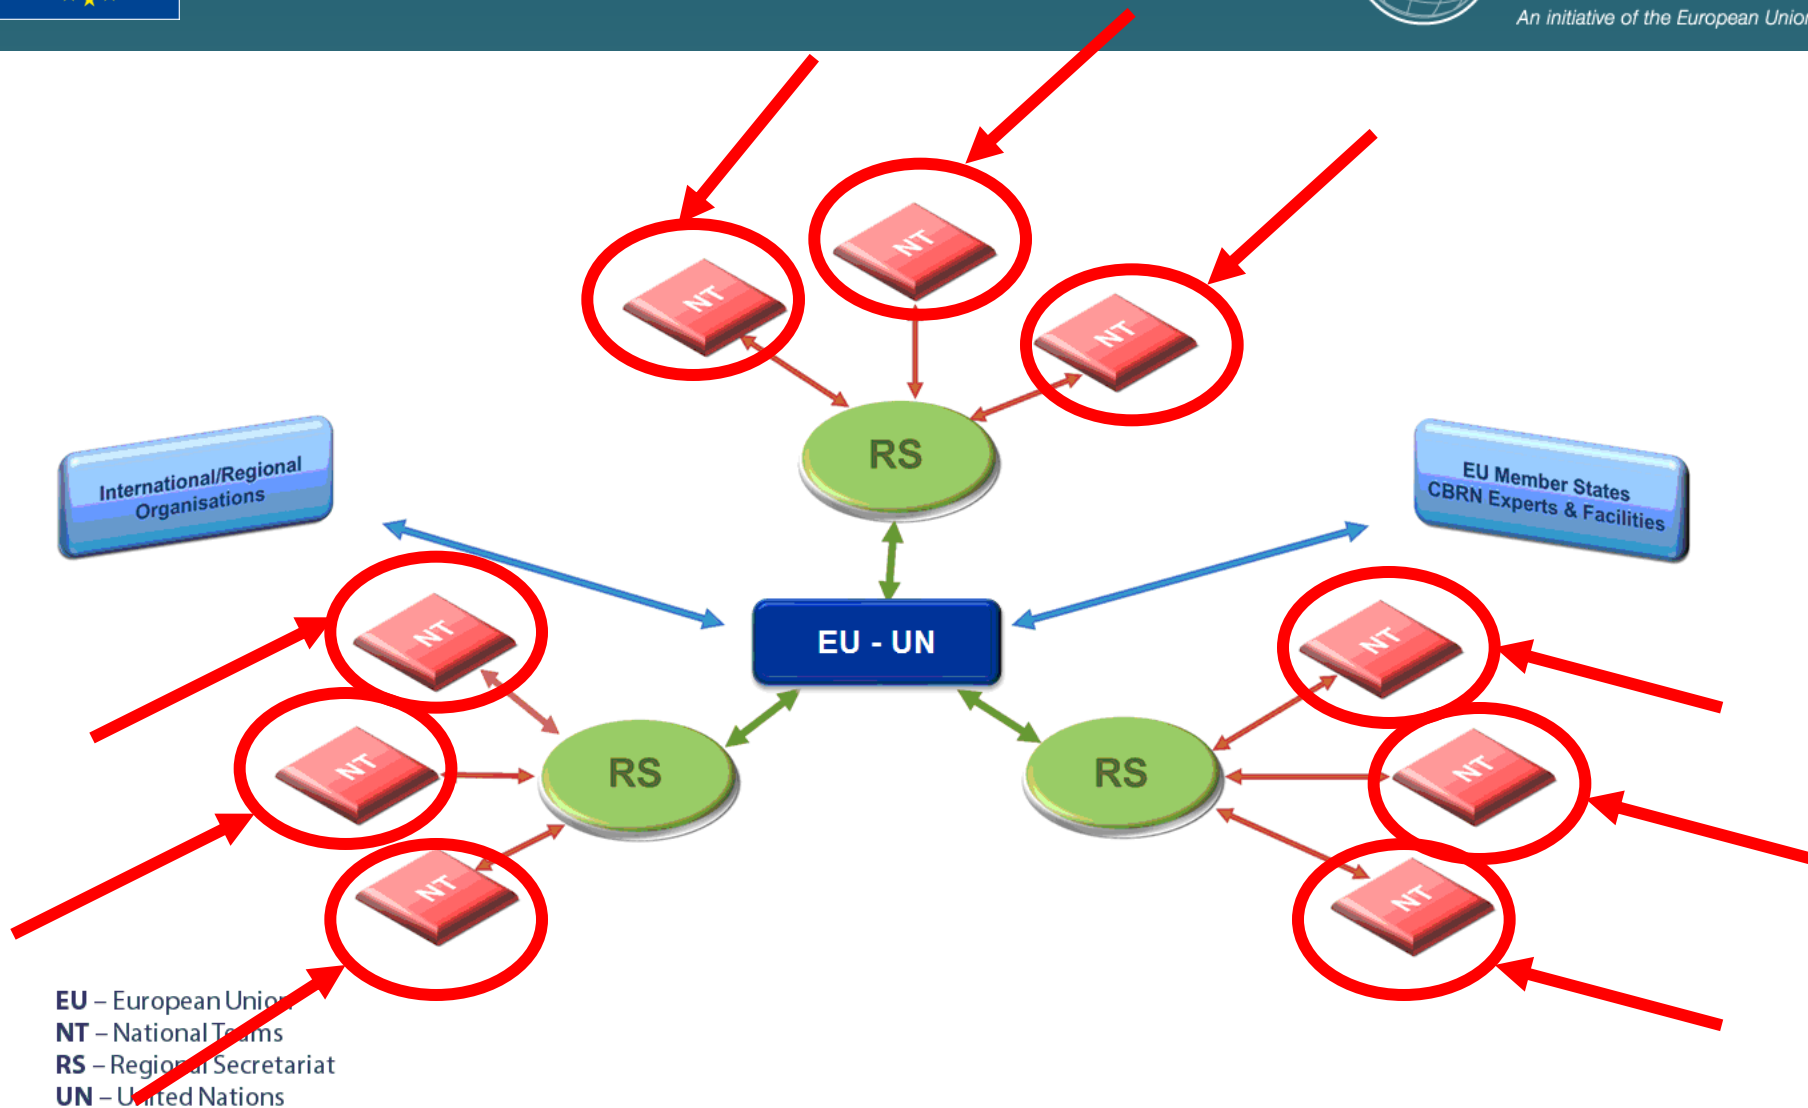 An initiative of the European Union
NT
NT
NT
RS
International/Regional
Organisations
EU Member States
CBRN Experts & Facilities
EU - UN
NT
NT
NT
NT
RS
RS
NT
NT
EU – European Union
NT – National Teams
RS – Regional Secretariat
UN – United Nations